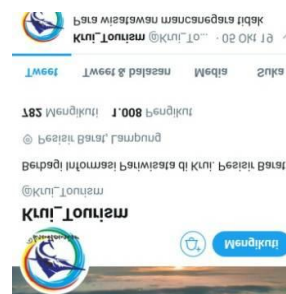 Mengikuti
Krui_Tourism
@Krui_Tourism
Berbagi Informasi Pariwisata di Krui. Pesisir Barat
Pesisir Barat, Lampung
782 Mengikuti 1.008 Pengikut
Tweet Tweet & balasan Media Suka
Krui_Tourism @Krui_To... · 05 Okt 19
Para wisatawan mancanegara tidak